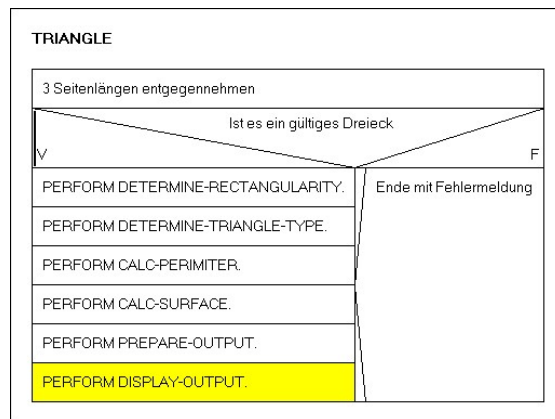 TRIANGLE
3 Seitenlängen entgegennehmen
Ist es ein gültiges Dreieck
V
F
PERFORM DETERMINE-RECTANGULARITY.
Ende mit Fehlermeldung
PERFORM DETERMINE-TRIANGLE-TYPE.
PERFORM CALC-PERIMITER.
PERFORM CALC-SURFACE.
PERFORM PREPARE-OUTPUT.
PERFORM DISPLAY-OUTPUT.